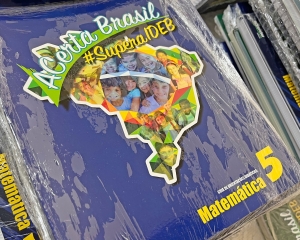 ACerta Brasil
#SuperaIDEB
Matemática 5
Matemática